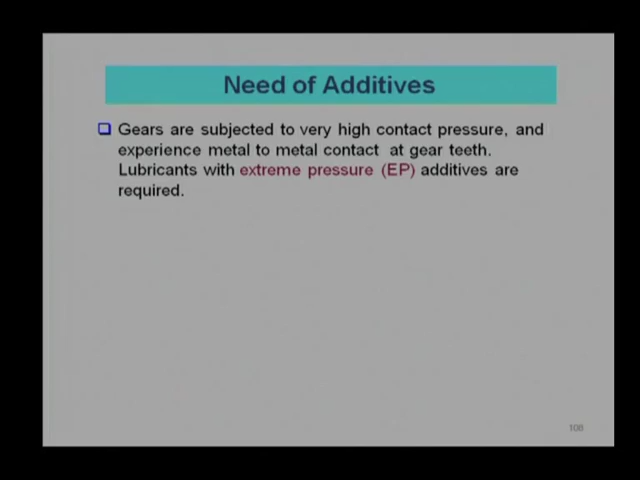 Need of Additives
Gears are subjected to very high contact pressure, and
experience metal to metal contact at gear teeth.
Lubricants with extreme pressure (EP) additives are
required.
108